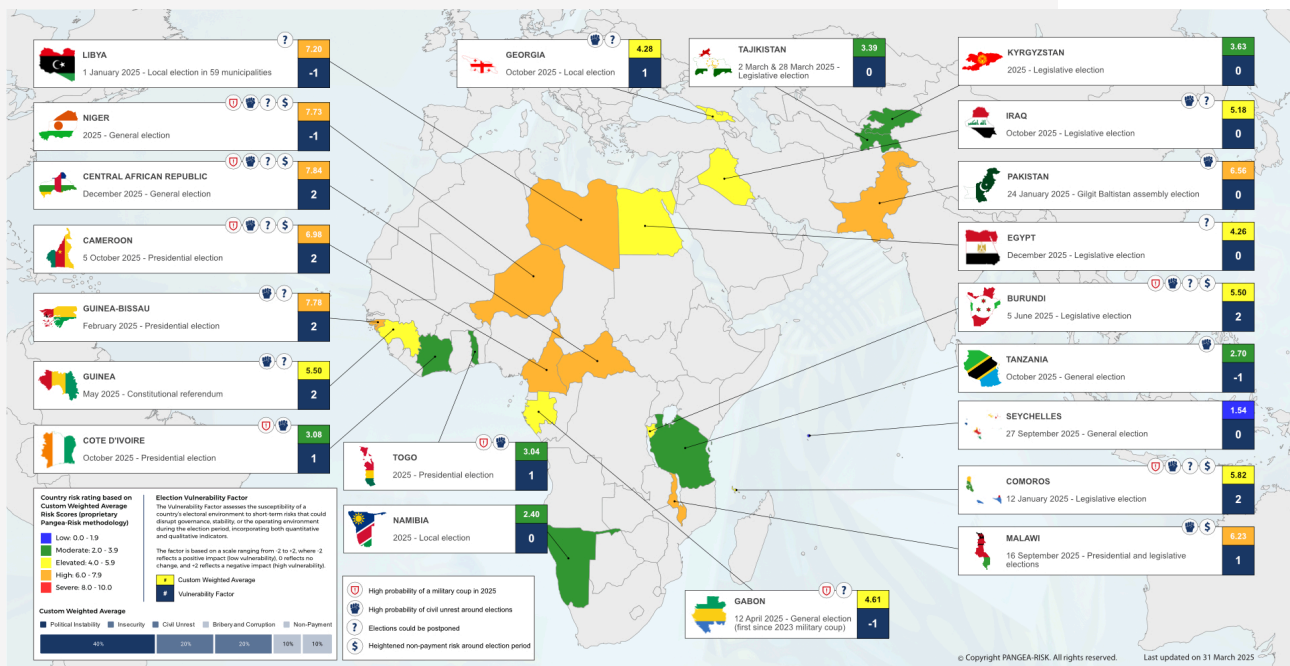 LIBYA
1 January 2025 - Local election in 59 municipalities
?
7.20
-1
NIGER
2025 - General election
? $
7.73
-1
CENTRAL AFRICAN REPUBLIC
December 2025 - General election
? $
7.84
2
CAMEROON
5 October 2025 - Presidential election
? $
6.98
2
GUINEA-BISSAU
February 2025 - Presidential election
?
7.78
2
GUINEA
May 2025 - Constitutional referendum
?
5.50
2
COTE D'IVOIRE
October 2025 - Presidential election
3.08
1
GEORGIA
October 2025 - Local election
?
4.28
1
TAJIKISTAN
2 March & 28 March 2025 -
Legislative election
3.39
0
KYRGYZSTAN
2025 - Legislative election
3.63
0
IRAQ
October 2025 - Legislative election
?
5.18
0
PAKISTAN
24 January 2025 - Gilgit Baltistan assembly election
6.56
0
EGYPT
December 2025 - Legislative election
?
4.26
0
BURUNDI
5 June 2025 - Legislative election
? $
5.50
2
TANZANIA
October 2025 - General election
2.70
-1
SEYCHELLES
27 September 2025 - General election
1.54
0
COMOROS
12 January 2025 - Legislative election
? $
5.82
2
MALAWI
16 September 2025 - Presidential and legislative
elections
$
6.23
1
TOGO
2025 - Presidential election
3.04
1
NAMIBIA
2025 - Local election
2.40
0
GABON
12 April 2025 - General election
(first since 2023 military coup)
?
4.61
-1
Country risk rating based on
Custom Weighted Average
Risk Scores (proprietary
Pangea-Risk methodology)
Low: 0.0 - 1.9
Moderate: 2.0 - 3.9
Elevated: 4.0 - 5.9
High: 6.0 - 7.9
Severe: 8.0 - 10.0
Election Vulnerability Factor
The Vulnerability Factor assesses the susceptibility of a
country's electoral environment to short-term risks that could
disrupt governance, stability, or the operating environment
during the election period, incorporating both quantitative
and qualitative indicators.
The factor is based on a scale ranging from -2 to +2, where -2
reflects a positive impact (low vulnerability), 0 reflects no
change, and +2 reflects a negative impact (high vulnerability).
# Custom Weighted Average
# Vulnerability Factor
Custom Weighted Average
Political Instability Insecurity Civil Unrest Bribery and Corruption Non-Payment
40% 20% 20% 10% 10%
High probability of a military coup in 2025
High probability of civil unrest around elections
? Elections could be postponed
$ Heightened non-payment risk around election period
© Copyright PANGEA-RISK. All rights reserved.
Last updated on 31 March 2025